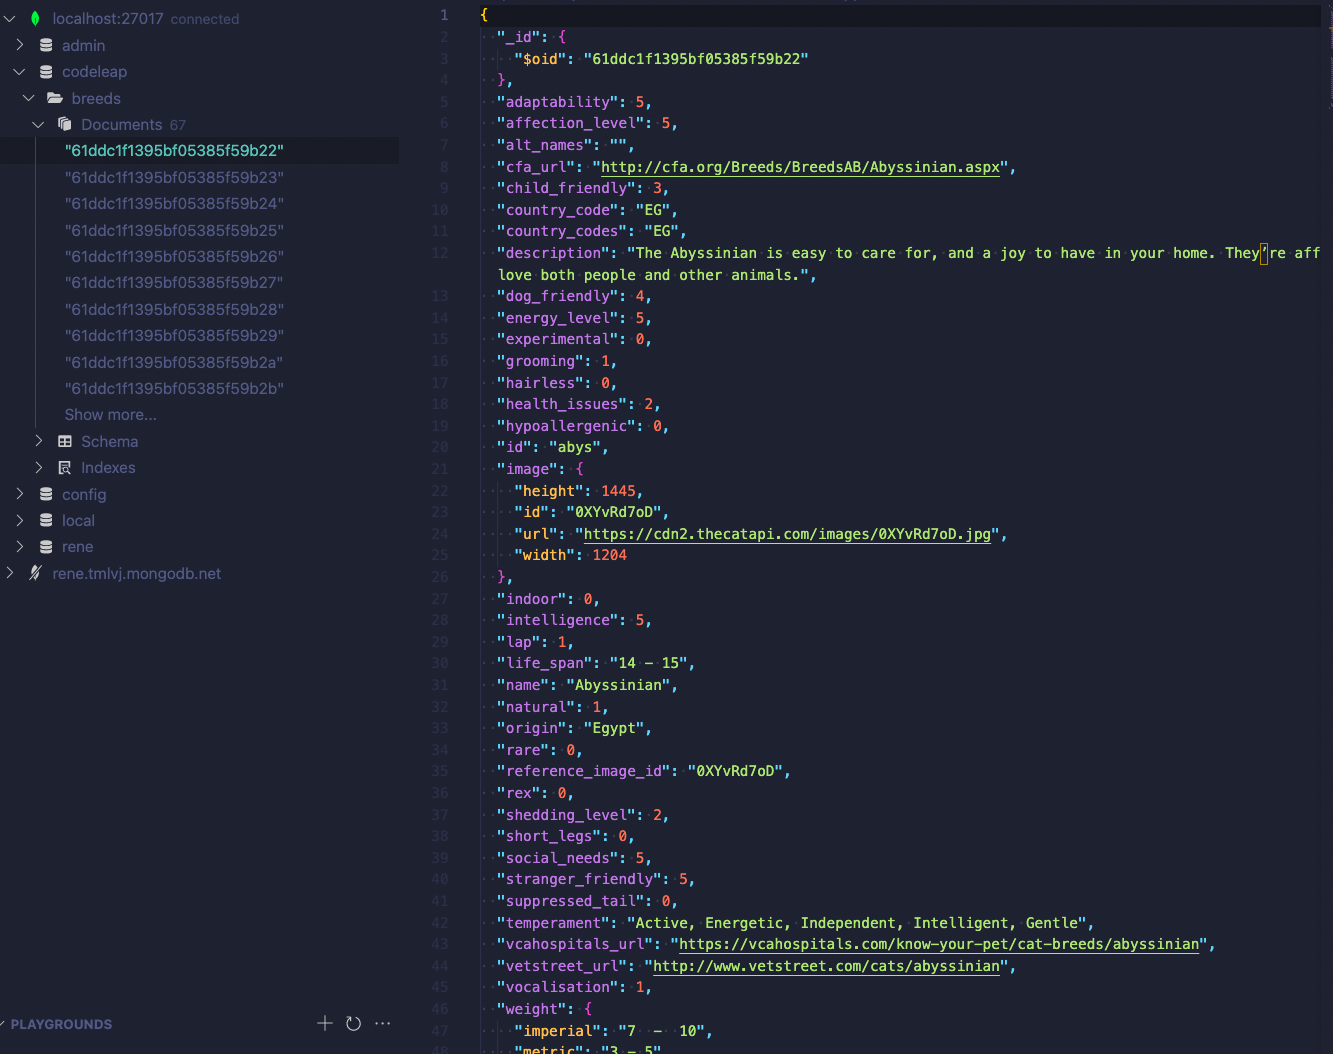 localhost:27017 connected
admin
codeleap
breeds
Documents 67
"61ddc1f1395bf05385f59b22"
"61ddc1f1395bf05385f59b23"
"61ddc1f1395bf05385f59b24"
"61ddc1f1395bf05385f59b25"
"61ddc1f1395bf05385f59b26"
"61ddc1f1395bf05385f59b27"
"61ddc1f1395bf05385f59b28"
"61ddc1f1395bf05385f59b29"
"61ddc1f1395bf05385f59b2a"
"61ddc1f1395bf05385f59b2b"
Show more...
Schema
Indexes
config
local
rene
rene.tmlvj.mongodb.net
PLAYGROUNDS
1 {
2 "_id": {
3 "$oid": "61ddc1f1395bf05385f59b22"
4 },
5 "adaptability": 5,
6 "affection_level": 5,
7 "alt_names": "",
8 "cfa_url": "http://cfa.org/Breeds/BreedsAB/Abyssinian.aspx",
9 "child_friendly": 3,
10 "country_code": "EG",
11 "country_codes": "EG",
12 "description": "The Abyssinian is easy to care for, and a joy to have in your home. They’re aff
love both people and other animals.",
13 "dog_friendly": 4,
14 "energy_level": 5,
15 "experimental": 0,
16 "grooming": 1,
17 "hairless": 0,
18 "health_issues": 2,
19 "hypoallergenic": 0,
20 "id": "abys",
21 "image": {
22 "height": 1445,
23 "id": "0XYvRd7oD",
24 "url": "https://cdn2.thecatapi.com/images/0XYvRd7oD.jpg",
25 "width": 1204
26 },
27 "indoor": 0,
28 "intelligence": 5,
29 "lap": 1,
30 "life_span": "14 - 15",
31 "name": "Abyssinian",
32 "natural": 1,
33 "origin": "Egypt",
34 "rare": 0,
35 "reference_image_id": "0XYvRd7oD",
36 "rex": 0,
37 "shedding_level": 2,
38 "short_legs": 0,
39 "social_needs": 5,
40 "stranger_friendly": 5,
41 "suppressed_tail": 0,
42 "temperament": "Active, Energetic, Independent, Intelligent, Gentle",
43 "vcahospitals_url": "https://vcahospitals.com/know-your-pet/cat-breeds/abyssinian",
44 "vetstreet_url": "http://www.vetstreet.com/cats/abyssinian",
45 "vocalisation": 1,
46 "weight": {
47 "imperial": "7  -  10",
48 "metric": "3 - 5"